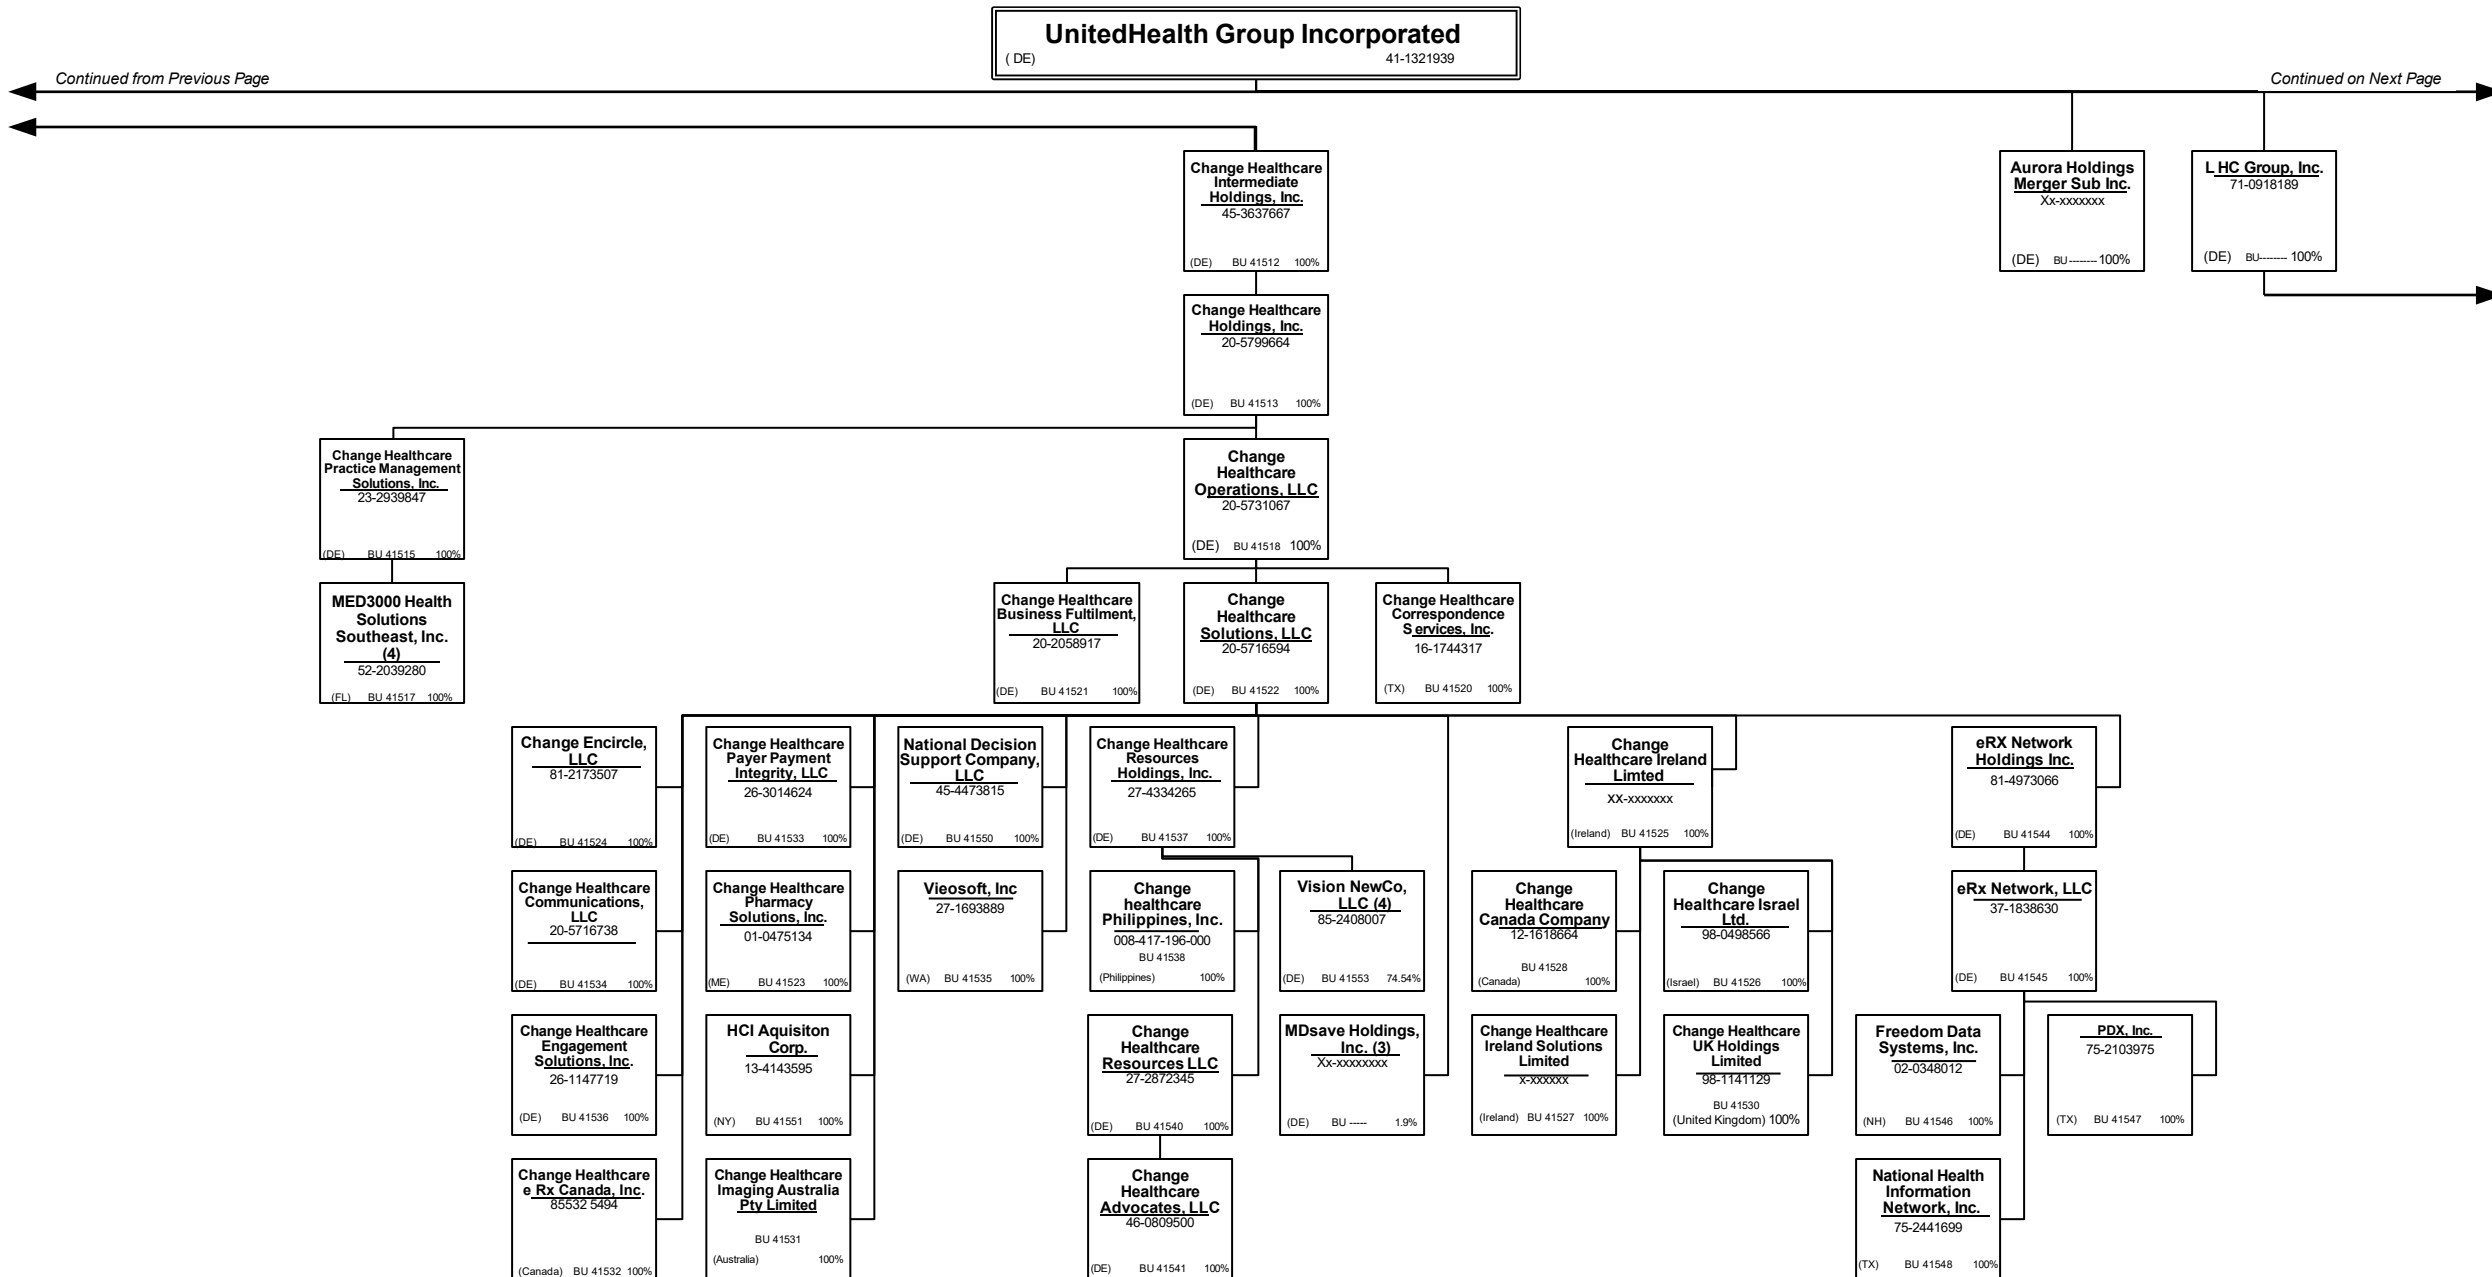 UnitedHealth Group Incorporated
( DE) 41-1321939
Continued from Previous Page
Continued on Next Page
Change Healthcare
Intermediate
Holdings, Inc.
45-3637667
(DE) BU 41512 100%
Aurora Holdings
Merger Sub Inc.
Xx-xxxxxxx
(DE) BU-------- 100%
L HC Group, Inc.
71-0918189
(DE) BU-------- 100%
Change Healthcare
Holdings, Inc.
20-5799664
(DE) BU 41513 100%
Change Healthcare
Practice Management
Solutions, Inc.
23-2939847
(DE) BU 41515 100%
Change
Healthcare
Operations, LLC
20-5731067
(DE) BU 41518 100%
MED3000 Health
Solutions
Southeast, Inc.
(4)
52-2039280
(FL) BU 41517 100%
Change Healthcare
Business Fultilment,
LLC
20-2058917
(DE) BU 41521 100%
Change
Healthcare
Solutions, LLC
20-5716594
(DE) BU 41522 100%
Change Healthcare
Correspondence
S ervices, Inc.
16-1744317
(TX) BU 41520 100%
Change Encircle,
LLC
81-2173507
(DE) BU 41524 100%
Change Healthcare
Payer Payment
Integrity, LLC
26-3014624
(DE) BU 41533 100%
National Decision
Support Company,
LLC
45-4473815
(DE) BU 41550 100%
Change Healthcare
Resources
Holdings, Inc.
27-4334265
(DE) BU 41537 100%
Change
Healthcare Ireland
Limted
XX-xxxxxxx
(Ireland) BU 41525 100%
eRX Network
Holdings Inc.
81-4973066
(DE) BU 41544 100%
Change Healthcare
Communications,
LLC
20-5716738
(DE) BU 41534 100%
Change Healthcare
Pharmacy
Solutions, Inc.
01-0475134
(ME) BU 41523 100%
Vieosoft, Inc
27-1693889
(WA) BU 41535 100%
Change
healthcare
Philippines, Inc.
008-417-196-000
BU 41538
(Philippines) 100%
Vision NewCo,
LLC (4)
85-2408007
(DE) BU 41553 74.54%
Change
Healthcare
Canada Company
12-1618664
BU 41528
(Canada) 100%
Change
Healthcare Israel
Ltd.
98-0498566
(Israel) BU 41526 100%
eRx Network, LLC
37-1838630
(DE) BU 41545 100%
Change Healthcare
Engagement
Solutions, Inc.
26-1147719
(DE) BU 41536 100%
HCI Aquisiton
Corp.
13-4143595
(NY) BU 41551 100%
Change
Healthcare
Resources LLC
27-2872345
(DE) BU 41540 100%
MDsave Holdings,
Inc. (3)
Xx-xxxxxxxx
(DE) BU ----- 1.9%
Change Healthcare
Ireland Solutions
Limited
x-xxxxxx
(Ireland) BU 41527 100%
Change Healthcare
UK Holdings
Limited
98-1141129
BU 41530
(United Kingdom) 100%
Freedom Data
Systems, Inc.
02-0348012
(NH) BU 41546 100%
PDX, Inc.
75-2103975
(TX) BU 41547 100%
Change Healthcare
e Rx Canada, Inc.
85532 5494
(Canada) BU 41532 100%
Change Healthcare
Imaging Australia
Pty Limited
BU 41531
(Australia) 100%
Change
Healthcare
Advocates, LLC
46-0809500
(DE) BU 41541 100%
National Health
Information
Network, Inc.
75-2441699
(TX) BU 41548 100%